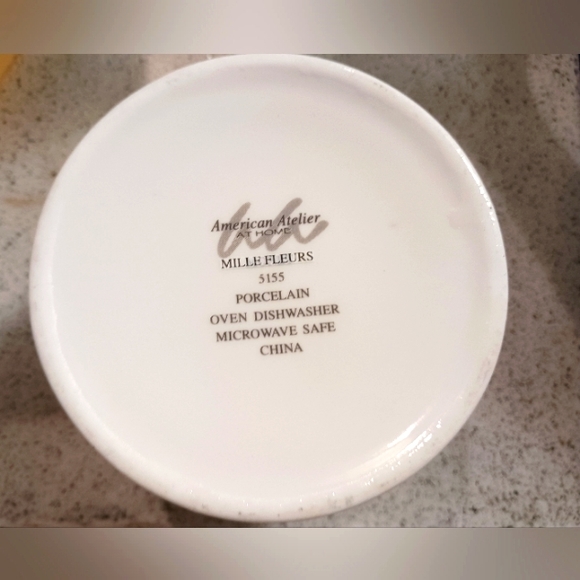 American Atelier
AT HOME
MILLE FLEURS
5155
PORCELAIN
OVEN DISHWASHER
MICROWAVE SAFE
CHINA